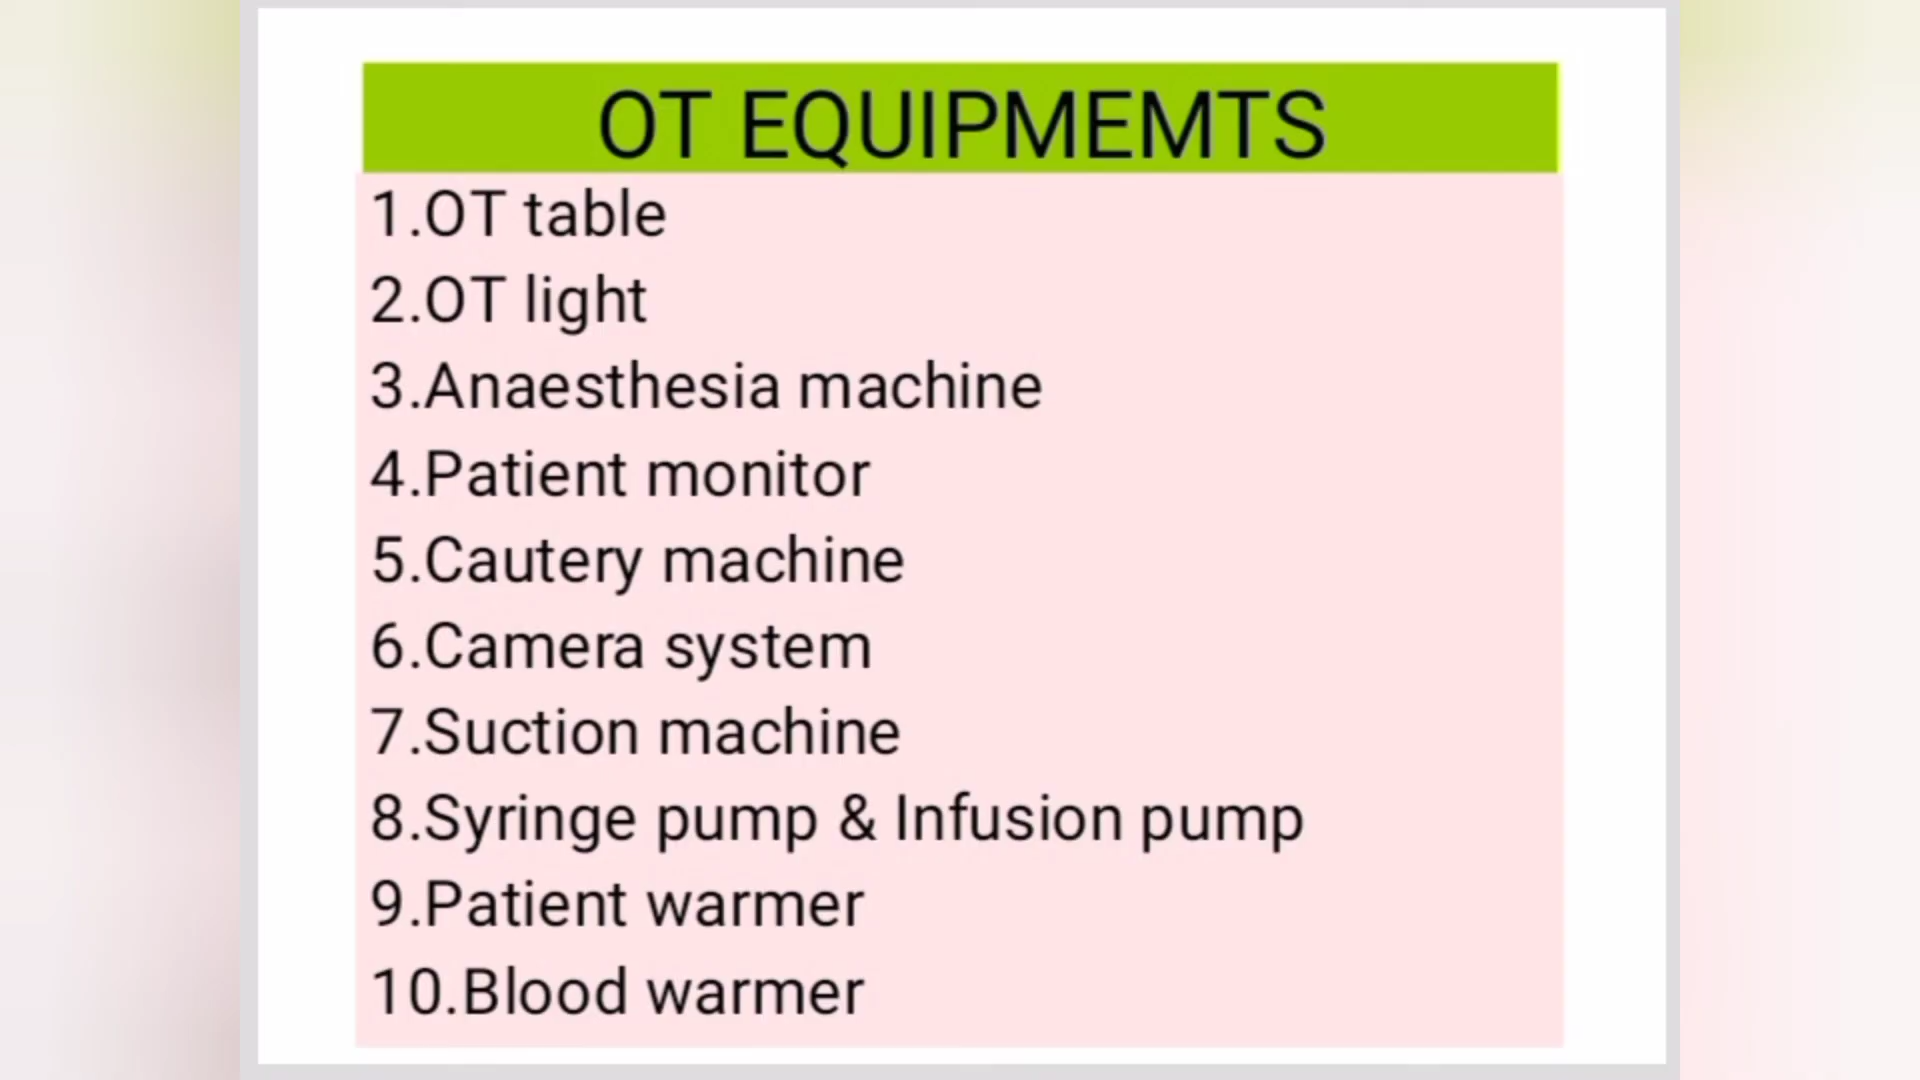 OT EQUIPMEMTS
1.OT table
2.OT light
3.Anaesthesia machine
4.Patient monitor
5.Cautery machine
6.Camera system
7.Suction machine
8.Syringe pump & Infusion pump
9.Patient warmer
10.Blood warmer